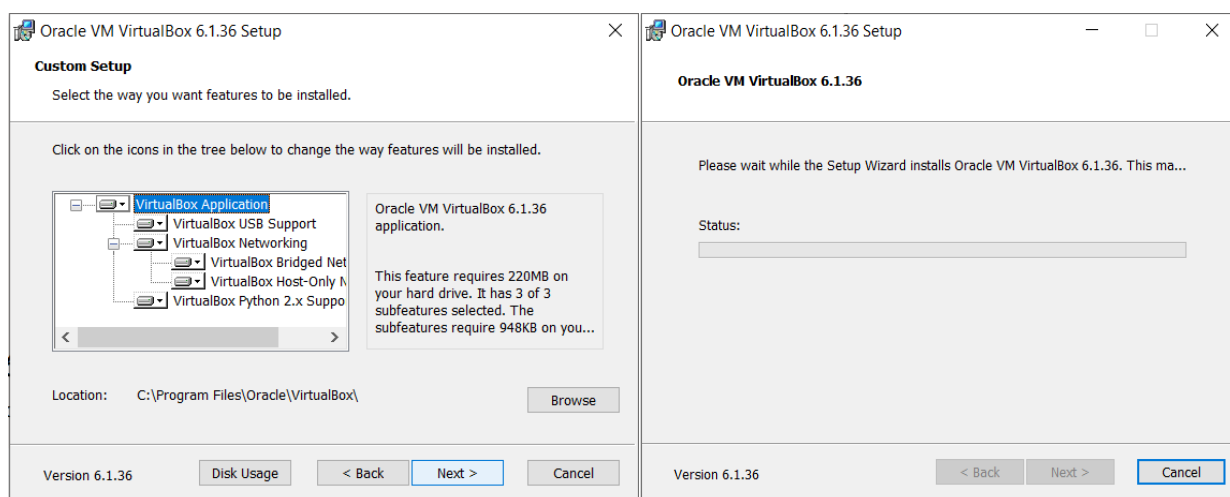 Oracle VM VirtualBox 6.1.36 Setup
Custom Setup
Select the way you want features to be installed.
Click on the icons in the tree below to change the way features will be installed.
VirtualBox Application
VirtualBox USB Support
VirtualBox Networking
VirtualBox Bridged Net
VirtualBox Host-Only N
VirtualBox Python 2.x Suppo
Oracle VM VirtualBox 6.1.36
application.
This feature requires 220MB on
your hard drive. It has 3 of 3
subfeatures selected. The
subfeatures require 948KB on you...
Location: C:\Program Files\Oracle\VirtualBox\
Browse
Version 6.1.36 Disk Usage < Back Next > Cancel
Oracle VM VirtualBox 6.1.36 Setup
Oracle VM VirtualBox 6.1.36
Please wait while the Setup Wizard installs Oracle VM VirtualBox 6.1.36. This ma...
Status:
Version 6.1.36 < Back Next > Cancel